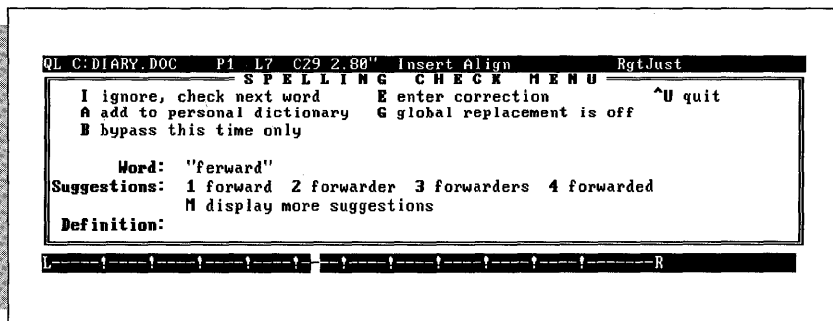 QL C:DIARY.DOC P1 L7 C29 2.80" Insert Align RgtJust
SPELLING CHECK MENU
I ignore, check next word E enter correction ^U quit
A add to personal dictionary G global replacement is off
B bypass this time only
Word: "ferward"
Suggestions: 1 forward 2 forwarder 3 forwarders 4 forwarded
M display more suggestions
Definition:
L-----!----!----!----!----!-----!----!----!----!----!-------R